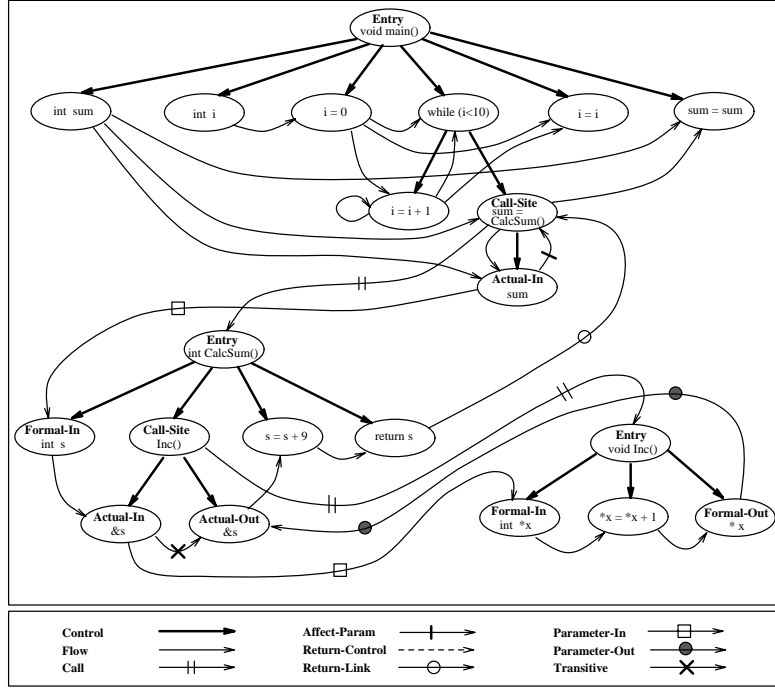 Entry
void main()
int sum
int i
i = 0
while (i<10)
i = i
sum = sum
i = i + 1
Call-Site
sum =
CalcSum()
Actual-In
sum
Entry
int CalcSum()
Formal-In
int s
Call-Site
Inc()
s = s + 9
return s
Entry
void Inc()
Actual-In
&s
Actual-Out
&s
Formal-In
int *x
*x = *x + 1
Formal-Out
* x
Control
Affect-Param
Parameter-In
Flow
Return-Control
Parameter-Out
Call
Return-Link
Transitive